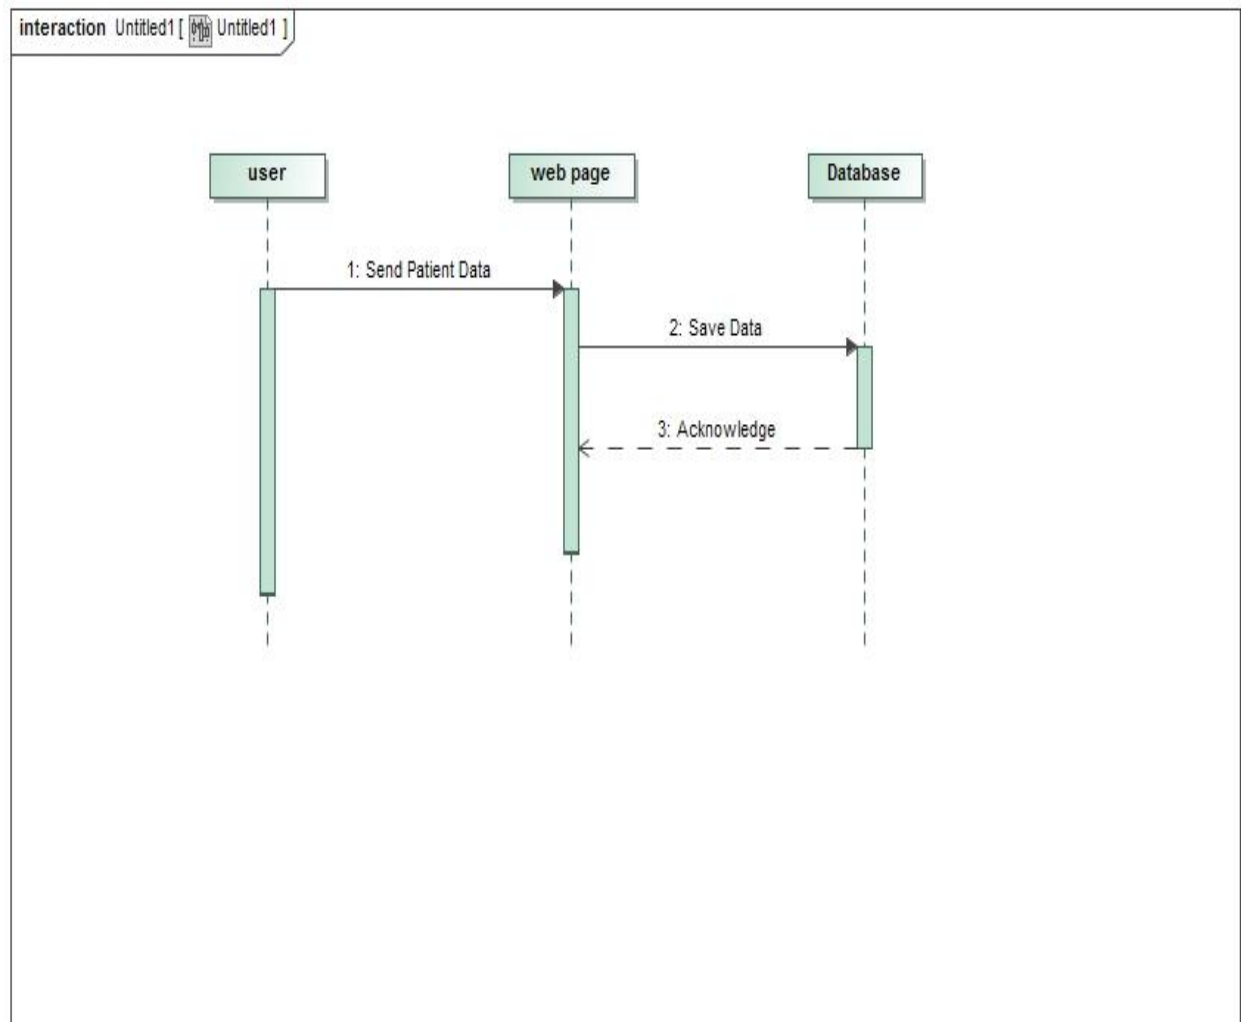 interaction Untitled1 [ Untitled1 ]
user
web page
Database
1: Send Patient Data
2: Save Data
3: Acknowledge